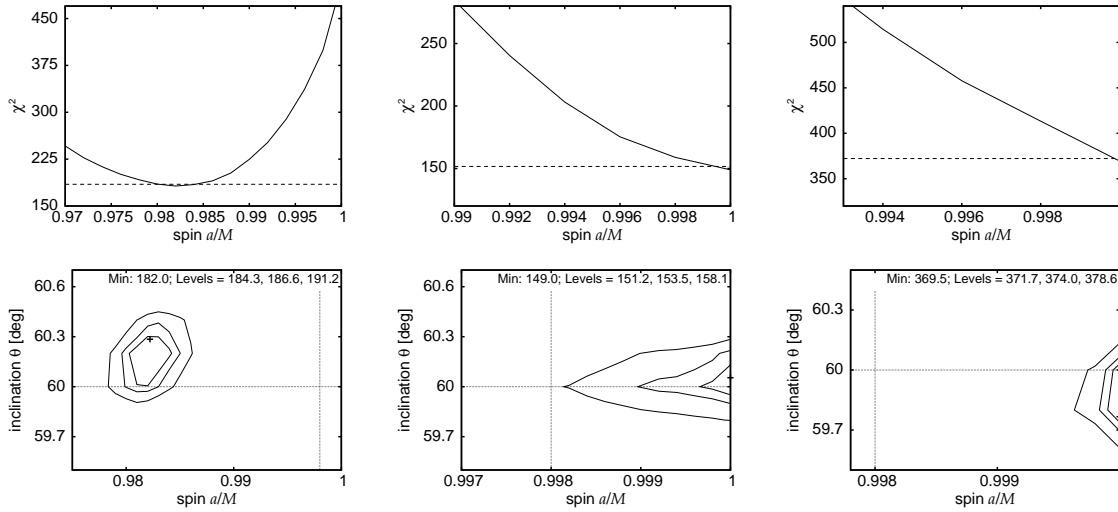 450
375
300
225
150
χ²
0.97 0.975 0.98 0.985 0.99 0.995 1
spin a/M
250
200
150
χ²
0.99 0.992 0.994 0.996 0.998 1
spin a/M
500
450
400
350
χ²
0.994 0.996 0.998
spin a/M
Min: 182.0; Levels = 184.3, 186.6, 191.2
60.6
60.3
60
59.7
inclination θ [deg]
0.98 0.99 1
spin a/M
Min: 149.0; Levels = 151.2, 153.5, 158.1
60.6
60.3
60
59.7
inclination θ [deg]
0.997 0.998 0.999 1
spin a/M
Min: 369.5; Levels = 371.7, 374.0, 378.6
60.3
60
59.7
inclination θ [deg]
0.998 0.999
spin a/M